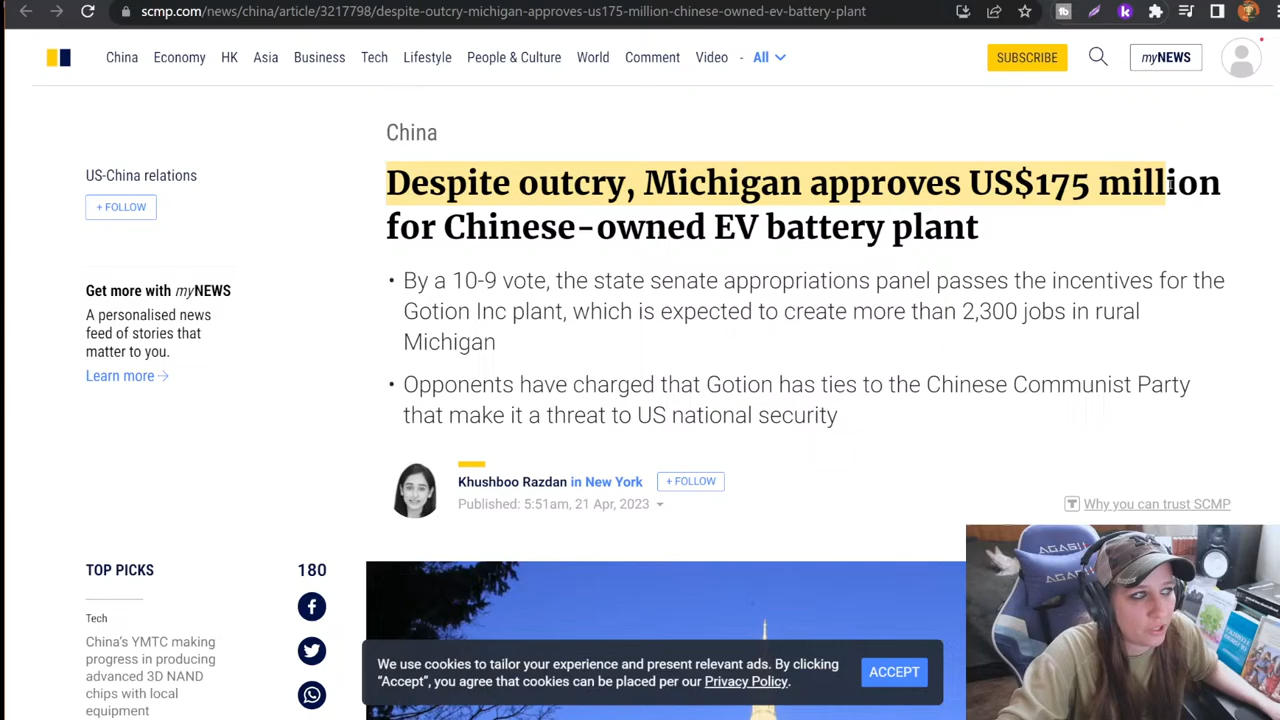 scmp.com/news/china/article/3217798/despite-outcry-michigan-approves-us175-million-chinese-owned-ev-battery-plant
China Economy HK Asia Business Tech Lifestyle People & Culture World Comment Video - All
SUBSCRIBE
myNEWS
China
US-China relations
+ FOLLOW
Despite outcry, Michigan approves US$175 million
for Chinese-owned EV battery plant
Get more with myNEWS
A personalised news
feed of stories that
matter to you.
Learn more
• By a 10-9 vote, the state senate appropriations panel passes the incentives for the
Gotion Inc plant, which is expected to create more than 2,300 jobs in rural
Michigan
• Opponents have charged that Gotion has ties to the Chinese Communist Party
that make it a threat to US national security
Khushboo Razdan in New York
+ FOLLOW
Published: 5:51am, 21 Apr, 2023
Why you can trust SCMP
TOP PICKS
180
Tech
China's YMTC making
progress in producing
advanced 3D NAND
chips with local
equipment
We use cookies to tailor your experience and present relevant ads. By clicking
“Accept”, you agree that cookies can be placed per our Privacy Policy.
ACCEPT